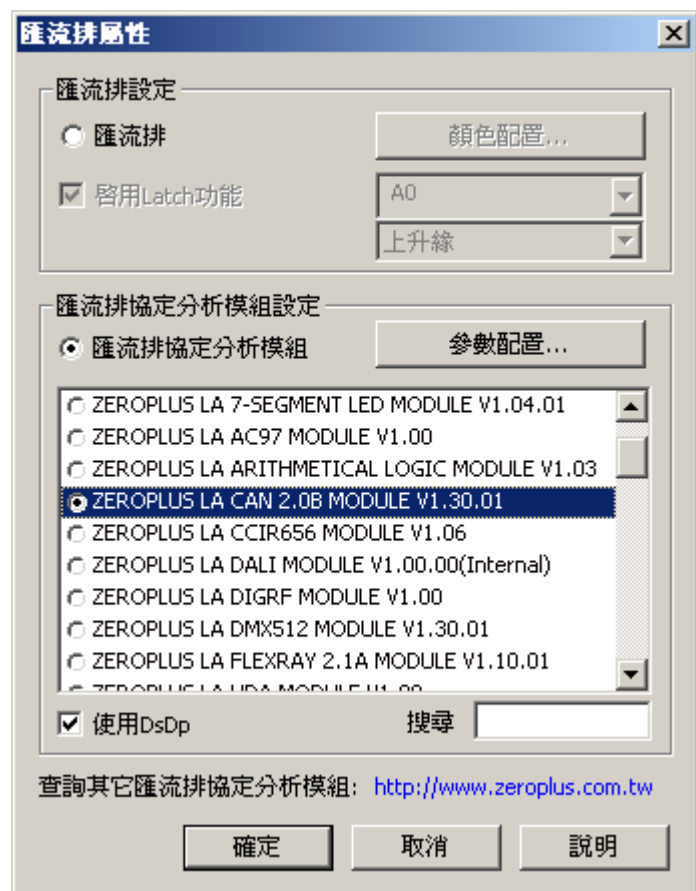 匯流排屬性
匯流排設定
匯流排
顏色配置...
啓用Latch功能
A0
上升緣
匯流排協定分析模組設定
匯流排協定分析模組
參數配置...
ZEROPLUS LA 7-SEGMENT LED MODULE V1.04.01
ZEROPLUS LA AC97 MODULE V1.00
ZEROPLUS LA ARITHMETICAL LOGIC MODULE V1.03
ZEROPLUS LA CAN 2.0B MODULE V1.30.01
ZEROPLUS LA CCIR656 MODULE V1.06
ZEROPLUS LA DALI MODULE V1.00.00(Internal)
ZEROPLUS LA DIGRF MODULE V1.00
ZEROPLUS LA DMX512 MODULE V1.30.01
ZEROPLUS LA FLEXRAY 2.1A MODULE V1.10.01
使用DsDp
搜尋
查詢其它匯流排協定分析模組: http://www.zeroplus.com.tw
確定
取消
說明